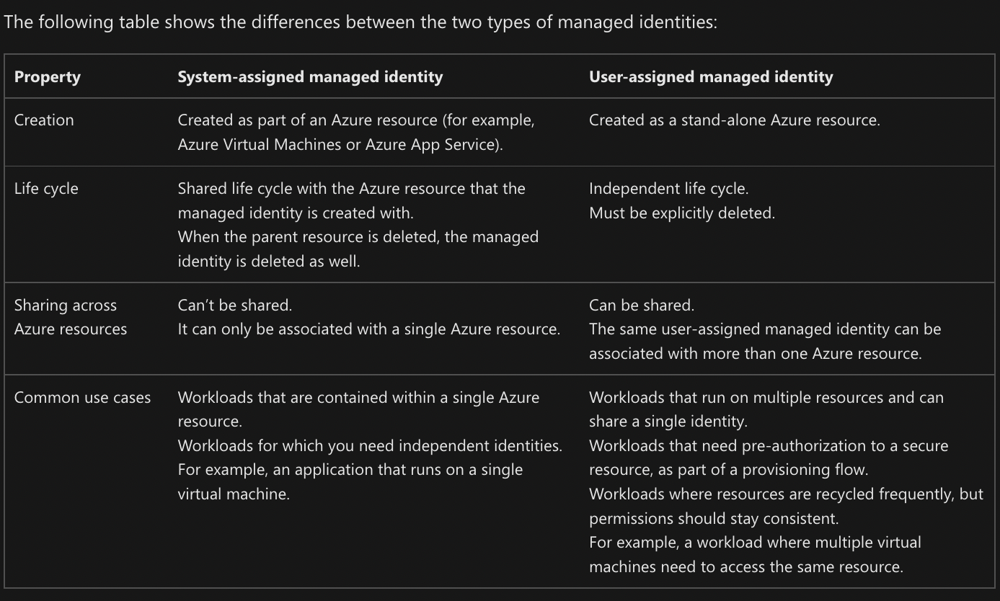 The following table shows the differences between the two types of managed identities:
Property
System-assigned managed identity
User-assigned managed identity
Creation
Created as part of an Azure resource (for example,
Azure Virtual Machines or Azure App Service).
Created as a stand-alone Azure resource.
Life cycle
Shared life cycle with the Azure resource that the
managed identity is created with.
When the parent resource is deleted, the managed
identity is deleted as well.
Independent life cycle.
Must be explicitly deleted.
Sharing across
Azure resources
Can’t be shared.
It can only be associated with a single Azure resource.
Can be shared.
The same user-assigned managed identity can be
associated with more than one Azure resource.
Common use cases
Workloads that are contained within a single Azure
resource.
Workloads for which you need independent identities.
For example, an application that runs on a single
virtual machine.
Workloads that run on multiple resources and can
share a single identity.
Workloads that need pre-authorization to a secure
resource, as part of a provisioning flow.
Workloads where resources are recycled frequently, but
permissions should stay consistent.
For example, a workload where multiple virtual
machines need to access the same resource.